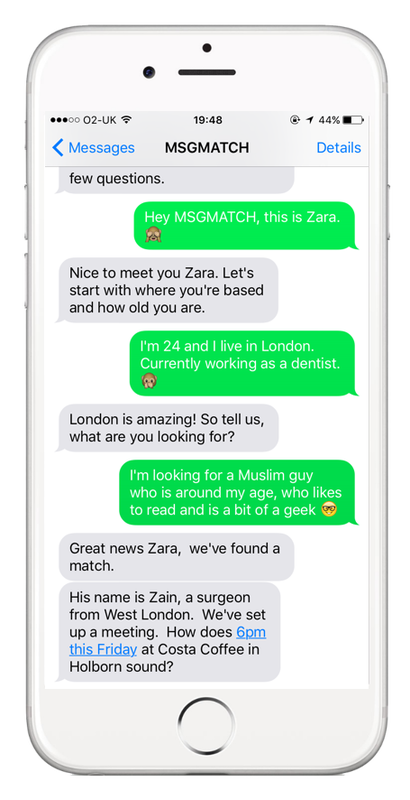 ●●●○○ O2-UK 19:48 44%
Messages MSGMATCH Details
few questions.
Hey MSGMATCH, this is Zara.
🙈
Nice to meet you Zara. Let's
start with where you're based
and how old you are.
I'm 24 and I live in London.
Currently working as a dentist.
🐵
London is amazing! So tell us,
what are you looking for?
I'm looking for a Muslim guy
who is around my age, who likes
to read and is a bit of a geek 🤓
Great news Zara,  we've found a
match.
His name is Zain, a surgeon
from West London.  We've set
up a meeting.  How does 6pm
this Friday at Costa Coffee in
Holborn sound?